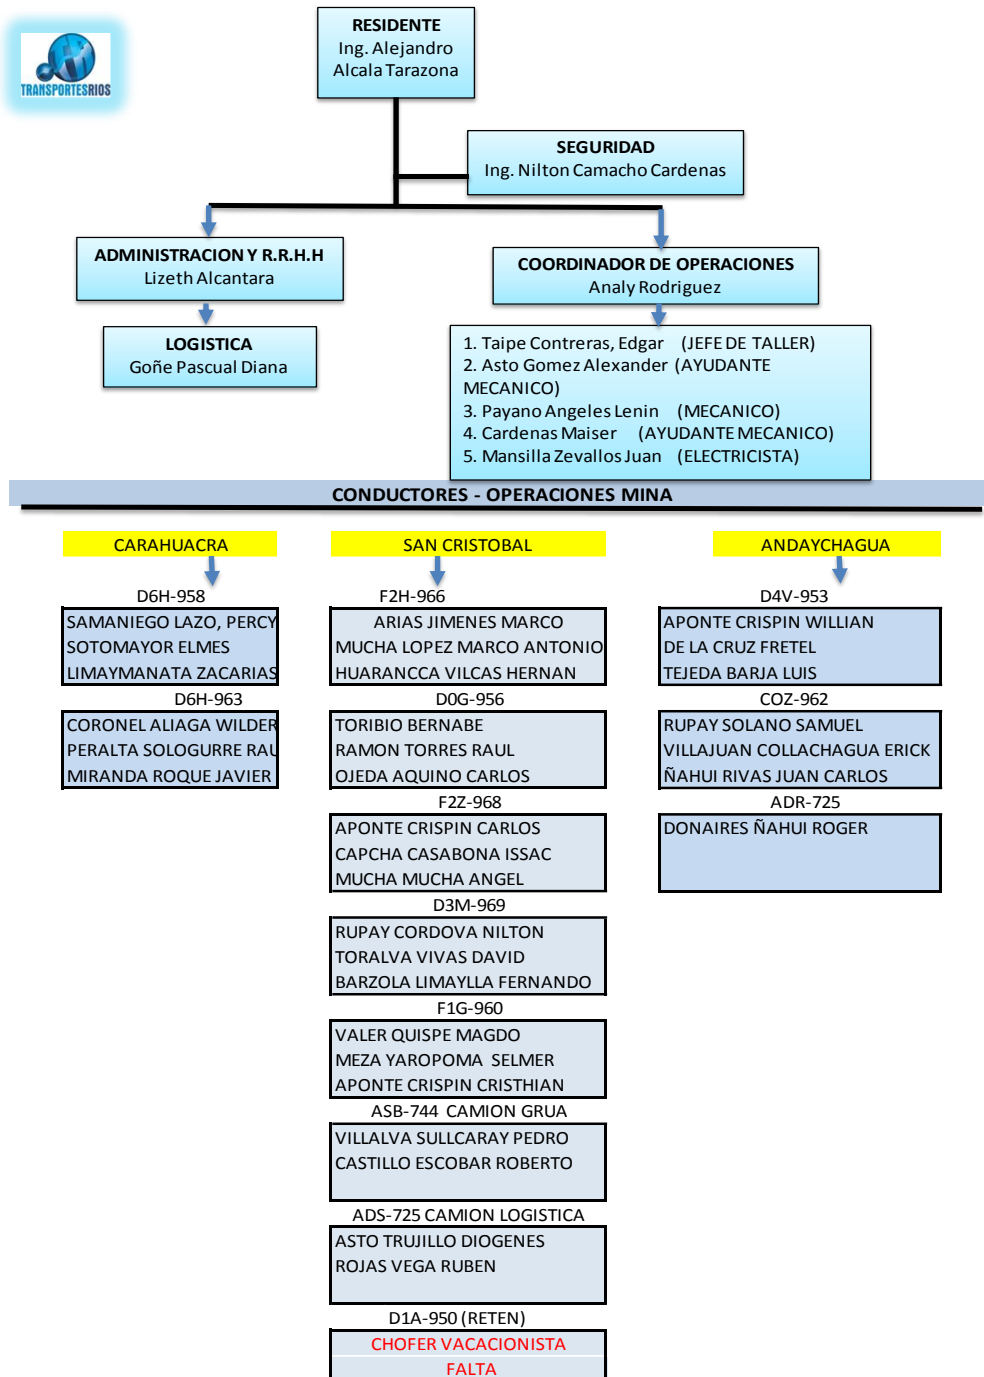 RESIDENTE
Ing. Alejandro
Alcala Tarazona
TRANSPORTESRIOS
SEGURIDAD
Ing. Nilton Camacho Cardenas
ADMINISTRACION Y R.R.H.H
Lizeth Alcantara
COORDINADOR DE OPERACIONES
Analy Rodriguez
LOGISTICA
Goñe Pascual Diana
1. Taipe Contreras, Edgar (JEFE DE TALLER)
2. Asto Gomez Alexander (AYUDANTE
MECANICO)
3. Payano Angeles Lenin (MECANICO)
4. Cardenas Maiser (AYUDANTE MECANICO)
5. Mansilla Zevallos Juan (ELECTRICISTA)
CONDUCTORES - OPERACIONES MINA
CARAHUACRA
D6H-958
SAMANIEGO LAZO, PERCY
SOTOMAYOR ELMES
LIMAYMANATA ZACARIAS
D6H-963
CORONEL ALIAGA WILDER
PERALTA SOLOGURRE RAU
MIRANDA ROQUE JAVIER
SAN CRISTOBAL
F2H-966
ARIAS JIMENES MARCO
MUCHA LOPEZ MARCO ANTONIO
HUARANCCA VILCAS HERNAN
D0G-956
TORIBIO BERNABE
RAMON TORRES RAUL
OJEDA AQUINO CARLOS
F2Z-968
APONTE CRISPIN CARLOS
CAPCHA CASABONA ISSAC
MUCHA MUCHA ANGEL
D3M-969
RUPAY CORDOVA NILTON
TORALVA VIVAS DAVID
BARZOLA LIMAYLLA FERNANDO
F1G-960
VALER QUISPE MAGDO
MEZA YAROPOMA SELMER
APONTE CRISPIN CRISTHIAN
ASB-744 CAMION GRUA
VILLALVA SULLCARAY PEDRO
CASTILLO ESCOBAR ROBERTO
ADS-725 CAMION LOGISTICA
ASTO TRUJILLO DIOGENES
ROJAS VEGA RUBEN
D1A-950 (RETEN)
CHOFER VACACIONISTA
FALTA
ANDAYCHAGUA
D4V-953
APONTE CRISPIN WILLIAN
DE LA CRUZ FRETEL
TEJEDA BARJA LUIS
COZ-962
RUPAY SOLANO SAMUEL
VILLAJUAN COLLACHAGUA ERICK
ÑAHUI RIVAS JUAN CARLOS
ADR-725
DONAIRES ÑAHUI ROGER